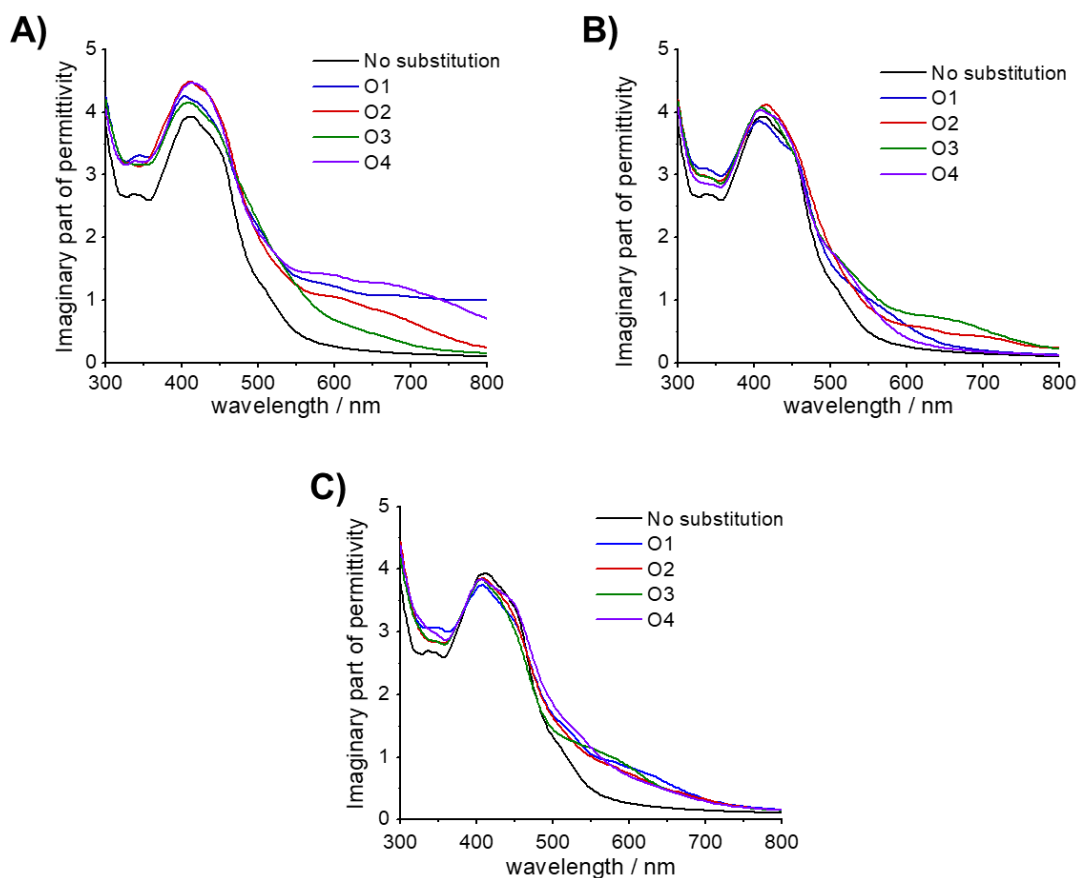 A)
Imaginary part of permittivity
5
4
3
2
1
0
300 400 500 600 700 800
wavelength / nm
No substitution
O1
O2
O3
O4
B)
Imaginary part of permittivity
5
4
3
2
1
0
300 400 500 600 700 800
wavelength / nm
No substitution
O1
O2
O3
O4
C)
Imaginary part of permittivity
5
4
3
2
1
0
300 400 500 600 700 800
wavelength / nm
No substitution
O1
O2
O3
O4